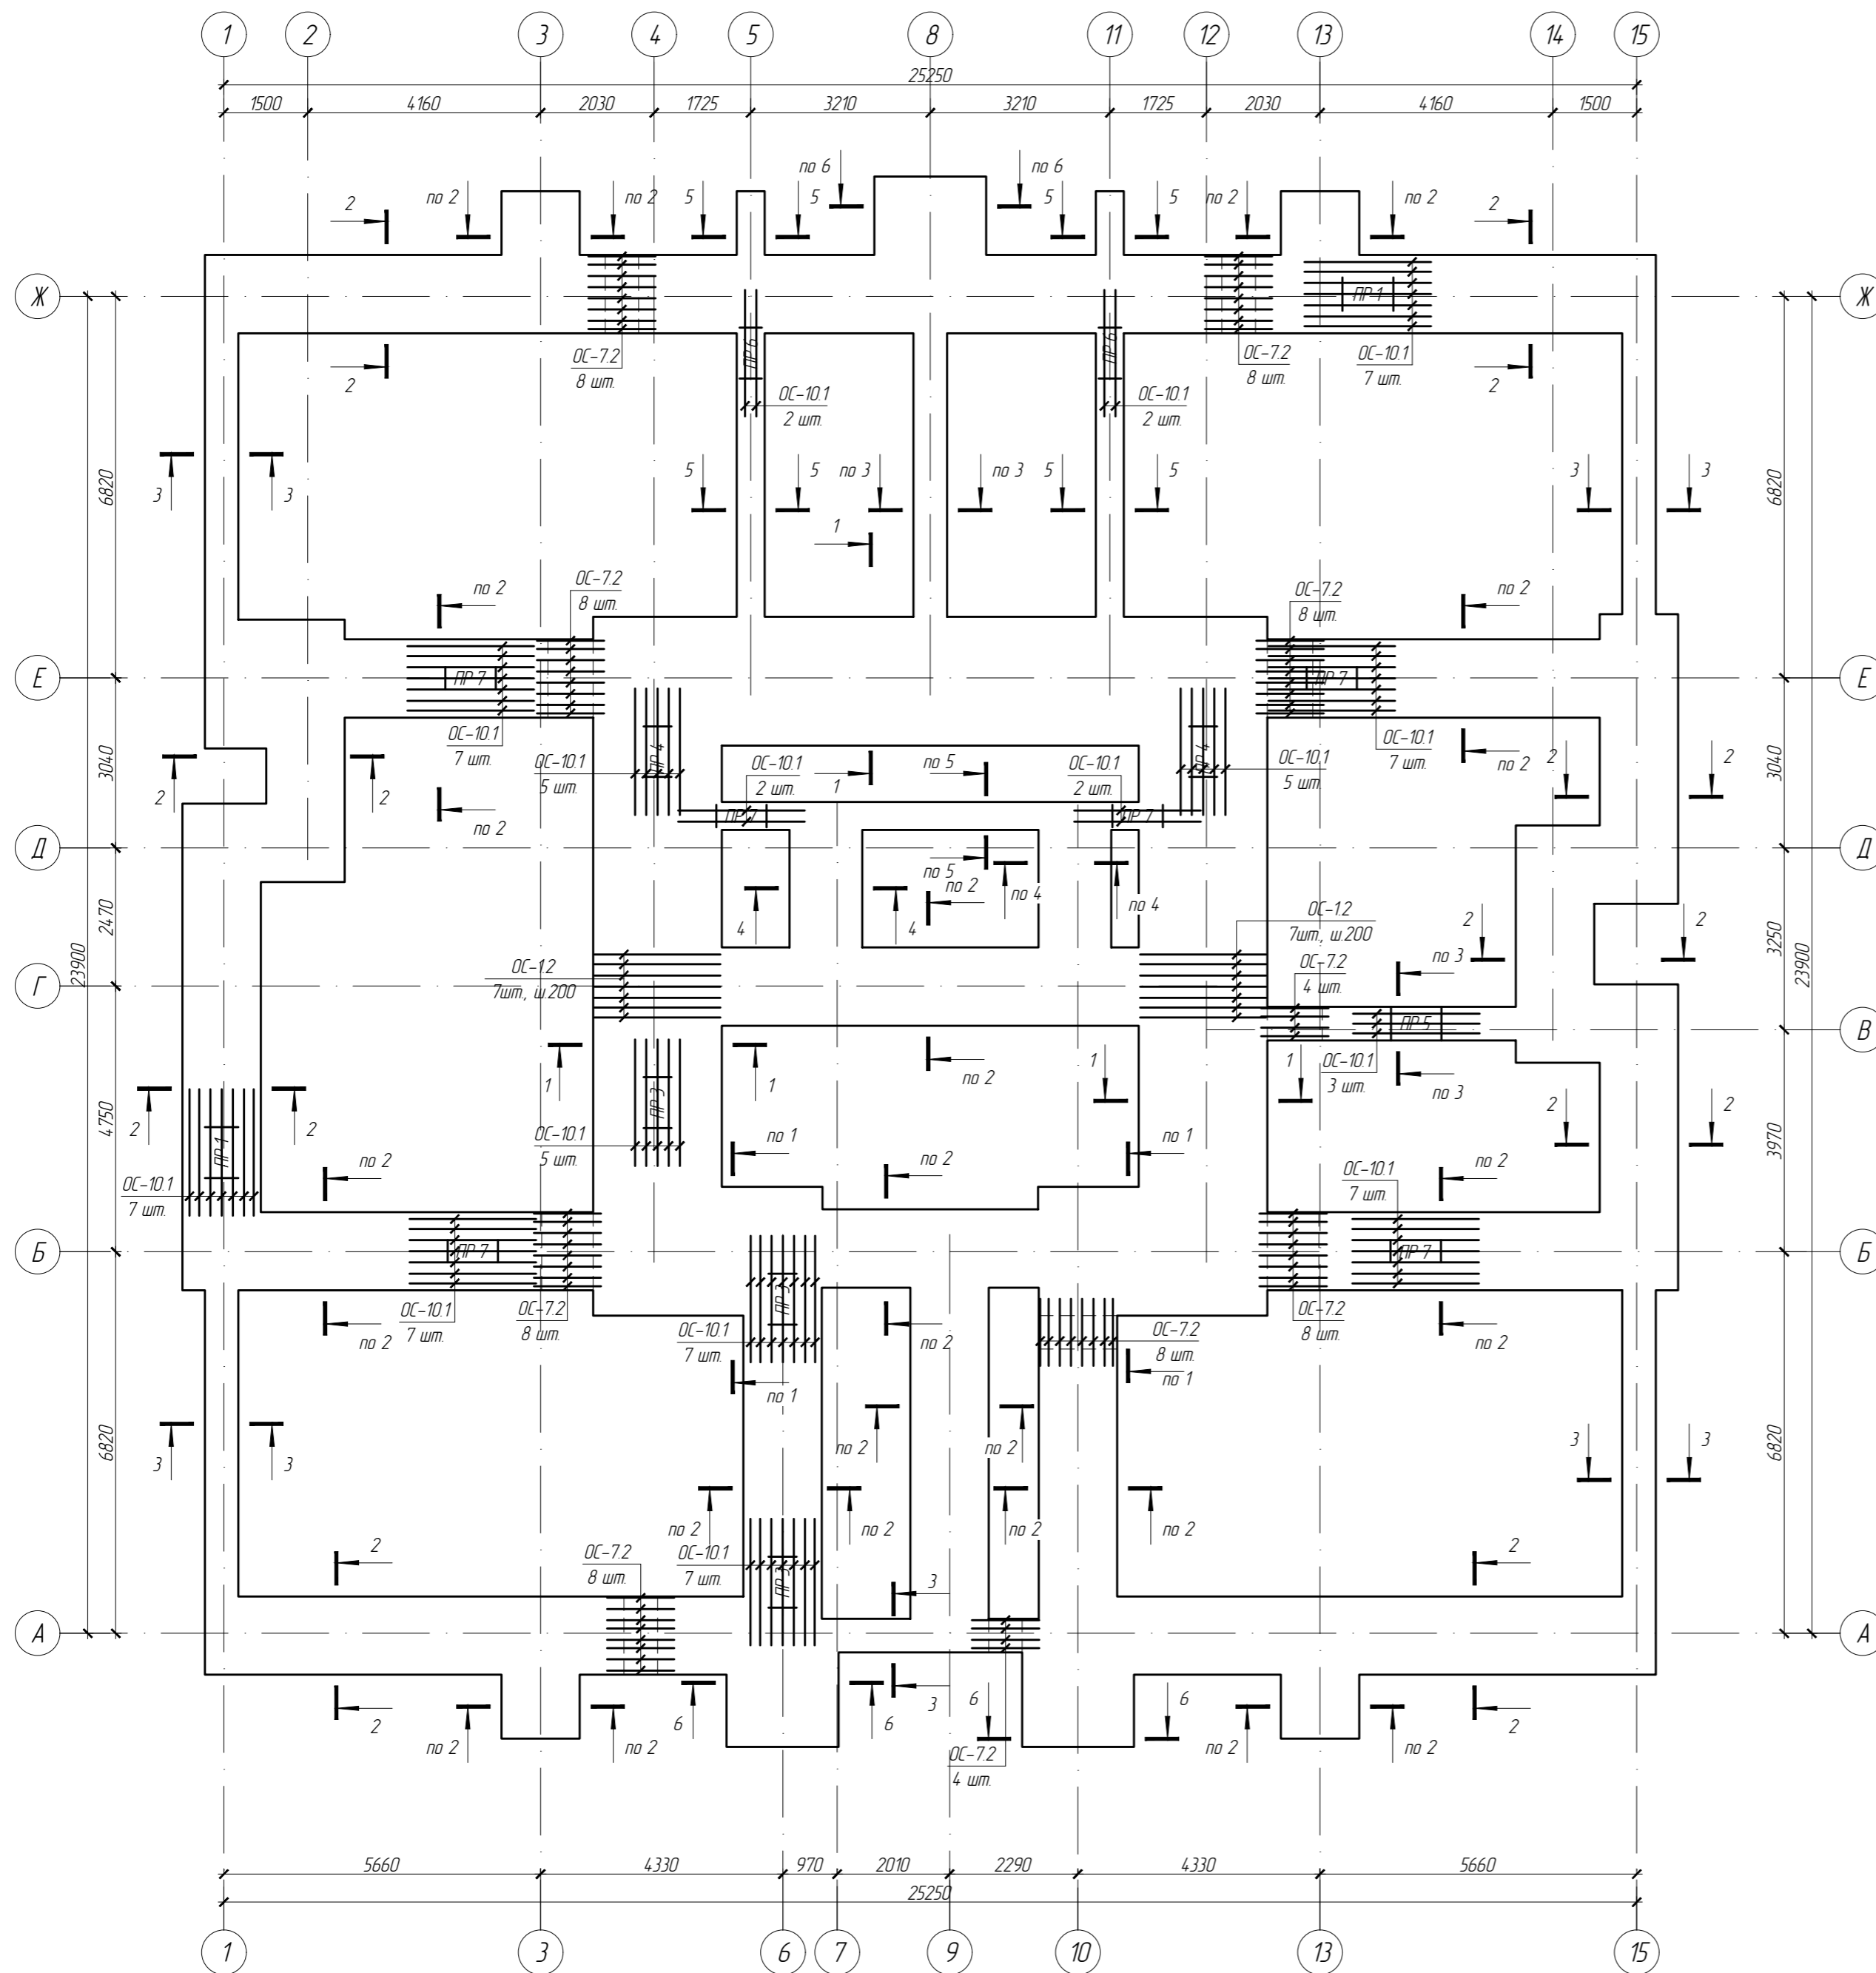 1 2 3 4 5 8 11 12 13 14 15
25250
1500 4160 2030 1725 3210 3210 1725 2030 4160 1500
по 6 по 6
2 по 2 по 2 5 5 5 5 по 2 по 2 2
Ж ПР-1 Ж
ОС-7.2
8 шт.
ПР 6
ПР 6
ОС-7.2
8 шт.
ОС-10.1
7 шт.
2 2
ОС-10.1
2 шт.
ОС-10.1
2 шт.
6820 3 3 5 5 по 3 по 3 5 5 3 3 6820
1
по 2
ОС-7.2
8 шт.
ОС-7.2
8 шт.
по 2
Е ПР 7 ПР 7 Е
ОС-10.1
7 шт.
ОС-10.1
7 шт.
3040 2 2 по 2
ОС-10.1
5 шт.
ПР 4
ОС-10.1
2 шт.
1 по 5
ОС-10.1
2 шт.
ПР 4
ОС-10.1
5 шт.
по 2 2 2 3040
ПР 7 ПР 7
Д Д
по 5
по 2 по 4 по 4
4 4
2470
23900
ОС-1.2
7шт., ш.200
2 2
3250
23900
Г
ОС-1.2
7шт., ш.200
ОС-7.2
4 шт.
по 3
ПР 5
В
1 1 по 2 1 1
ОС-10.1
3 шт.
по 3
4750
2 2
ПР-1
ОС-10.1
5 шт.
ПР 3
по 1 по 1
2 2
3970
по 2 по 2
ОС-10.1
7 шт.
ОС-10.1
7 шт.
по 2
Б ПР 7 ПР 7 Б
ОС-10.1
7 шт.
ОС-7.2
8 шт.
ПР 3
ОС-7.2
8 шт.
по 2
ОС-10.1
7 шт.
по 2
ОС-7.2
8 шт.
по 2
по 1 по 1
6820 3 3 по 2 по 2 3 3 6820
по 2 по 2 по 2 по 2
2
ОС-7.2
8 шт.
ОС-10.1
7 шт.
ПР 3
3
2
А А
2 по 2 по 2 6 6 3 6 6 по 2 по 2 2
ОС-7.2
4 шт.
5660 4330 970 2010 2290 4330 5660
25250
1 3 6 7 9 10 13 15